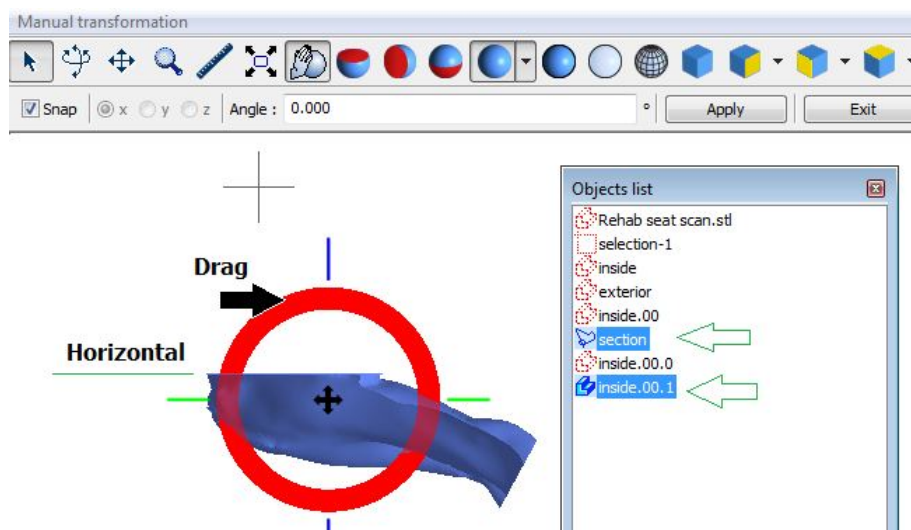 Manual transformation
Snap x y z Angle : 0.000 ° Apply Exit
Objects list
Rehab seat scan.stl
selection-1
inside
exterior
inside.00
section
inside.00.0
inside.00.1
Drag
Horizontal